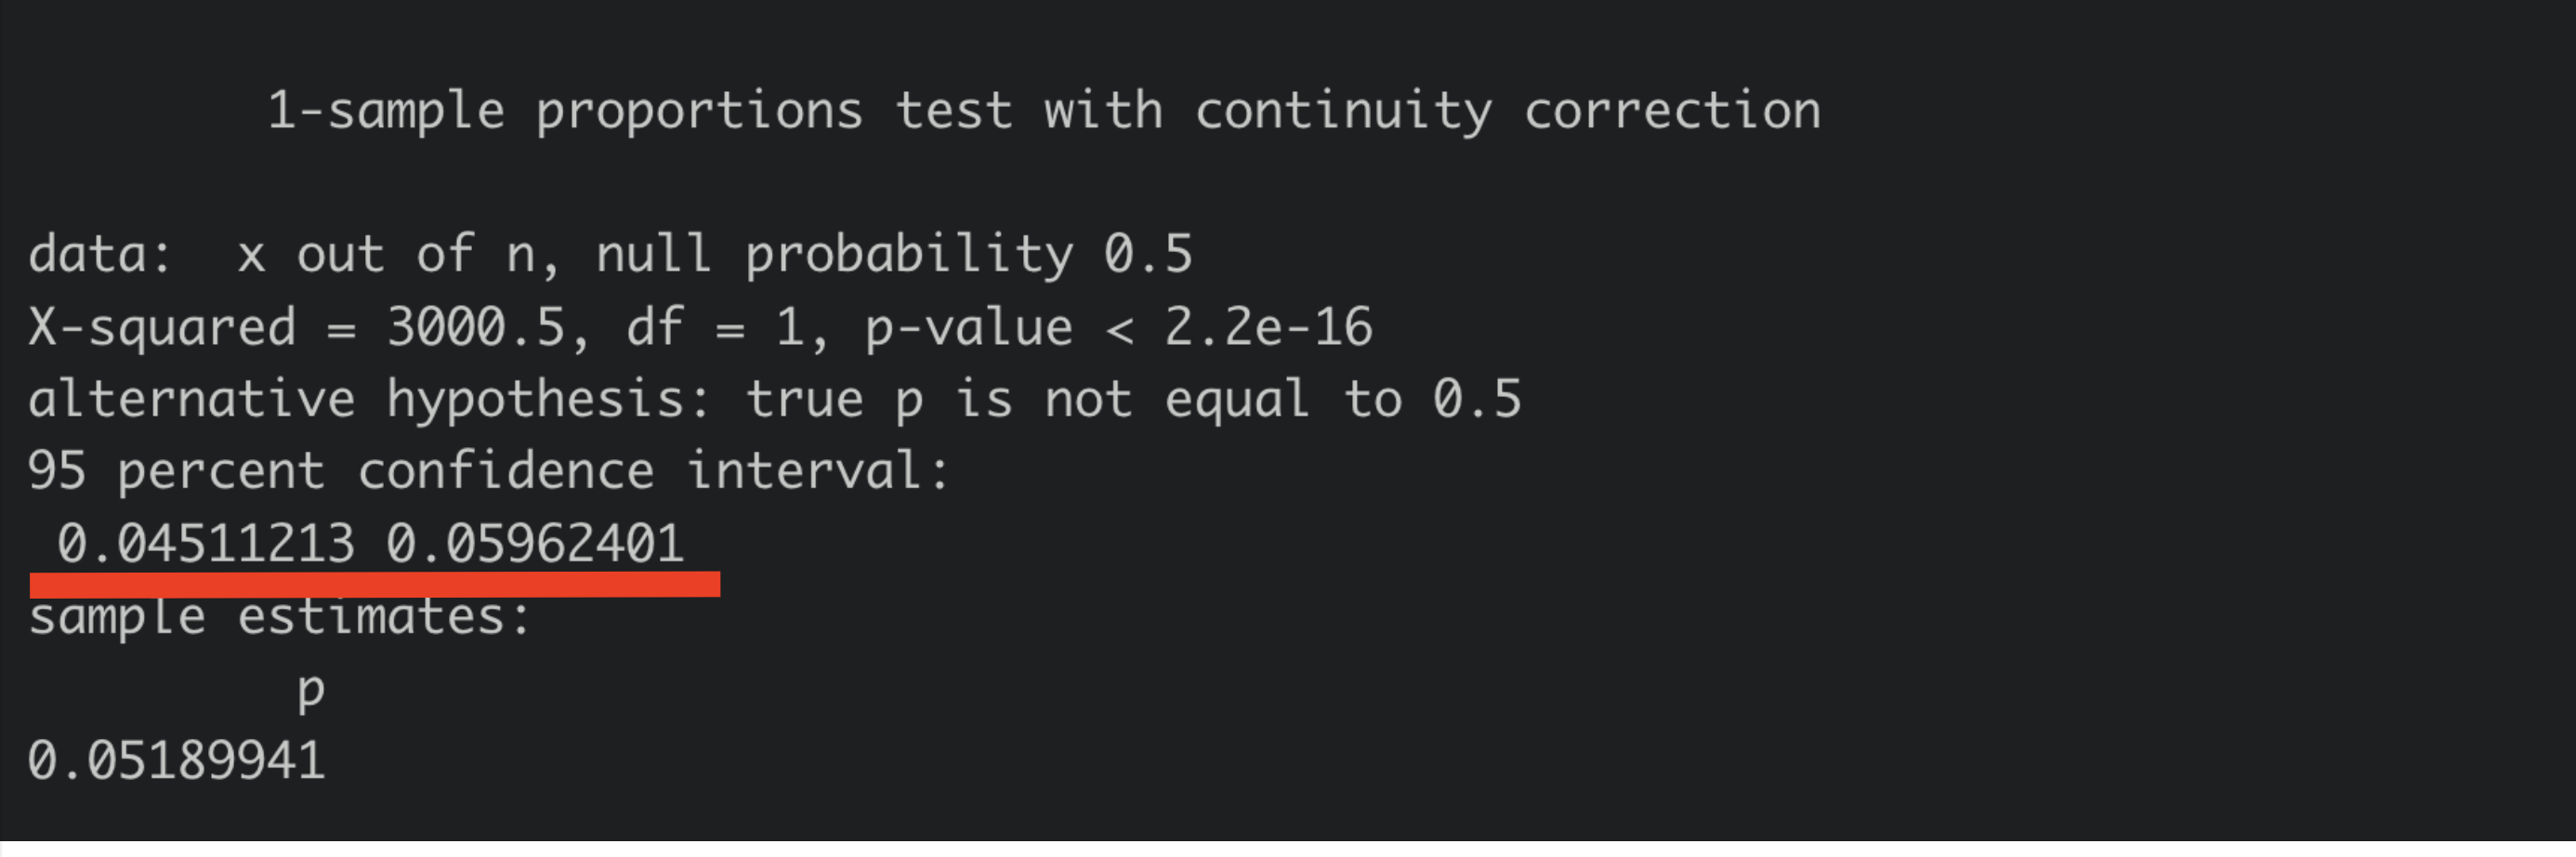 1-sample proportions test with continuity correction
data:  x out of n, null probability 0.5
X-squared = 3000.5, df = 1, p-value < 2.2e-16
alternative hypothesis: true p is not equal to 0.5
95 percent confidence interval:
0.04511213 0.05962401
sample estimates:
p
0.05189941